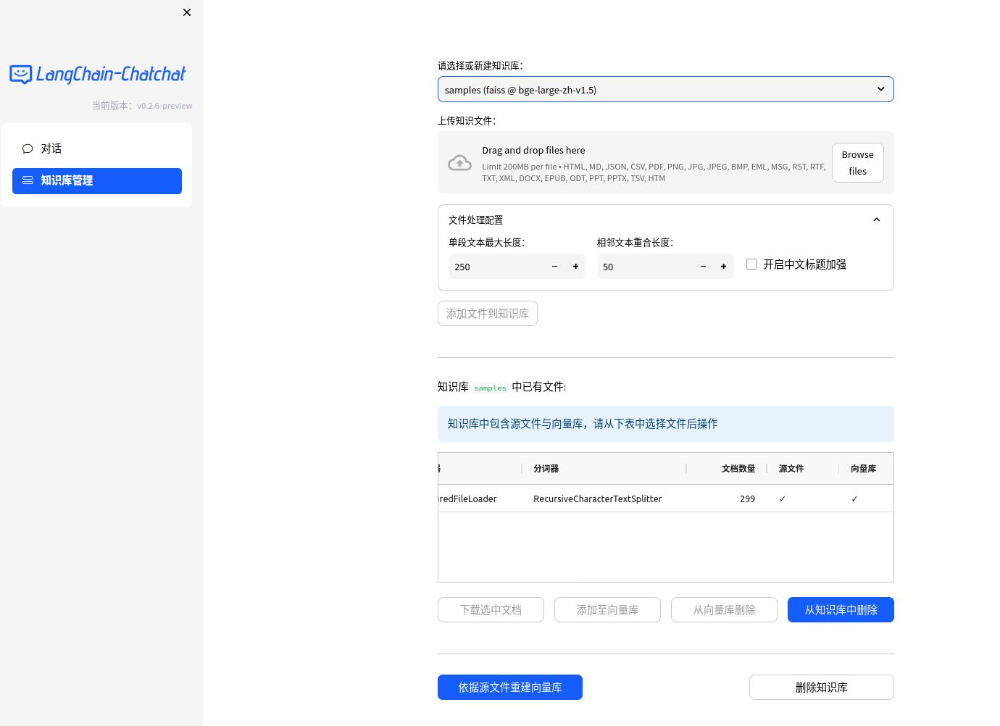 LangChain-Chatchat
当前版本：v0.2.6-preview
对话
知识库管理
请选择或新建知识库：
samples (faiss @ bge-large-zh-v1.5)
上传知识文件：
Drag and drop files here
Limit 200MB per file • HTML, MD, JSON, CSV, PDF, PNG, JPG, JPEG, BMP, EML, MSG, RST, RTF,
TXT, XML, DOCX, EPUB, ODT, PPT, PPTX, TSV, HTM
Browse
files
文件处理配置
单段文本最大长度：
相邻文本重合长度：
250
50
开启中文标题加强
添加文件到知识库
知识库 samples 中已有文件:
知识库中包含源文件与向量库，请从下表中选择文件后操作
分词器 文档数量 源文件 向量库
redFileLoader RecursiveCharacterTextSplitter 299 ✓ ✓
下载选中文档
添加至向量库
从向量库删除
从知识库中删除
依据源文件重建向量库
删除知识库